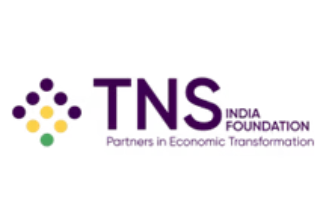 TNS
INDIA
FOUNDATION
Partners in Economic Transformation